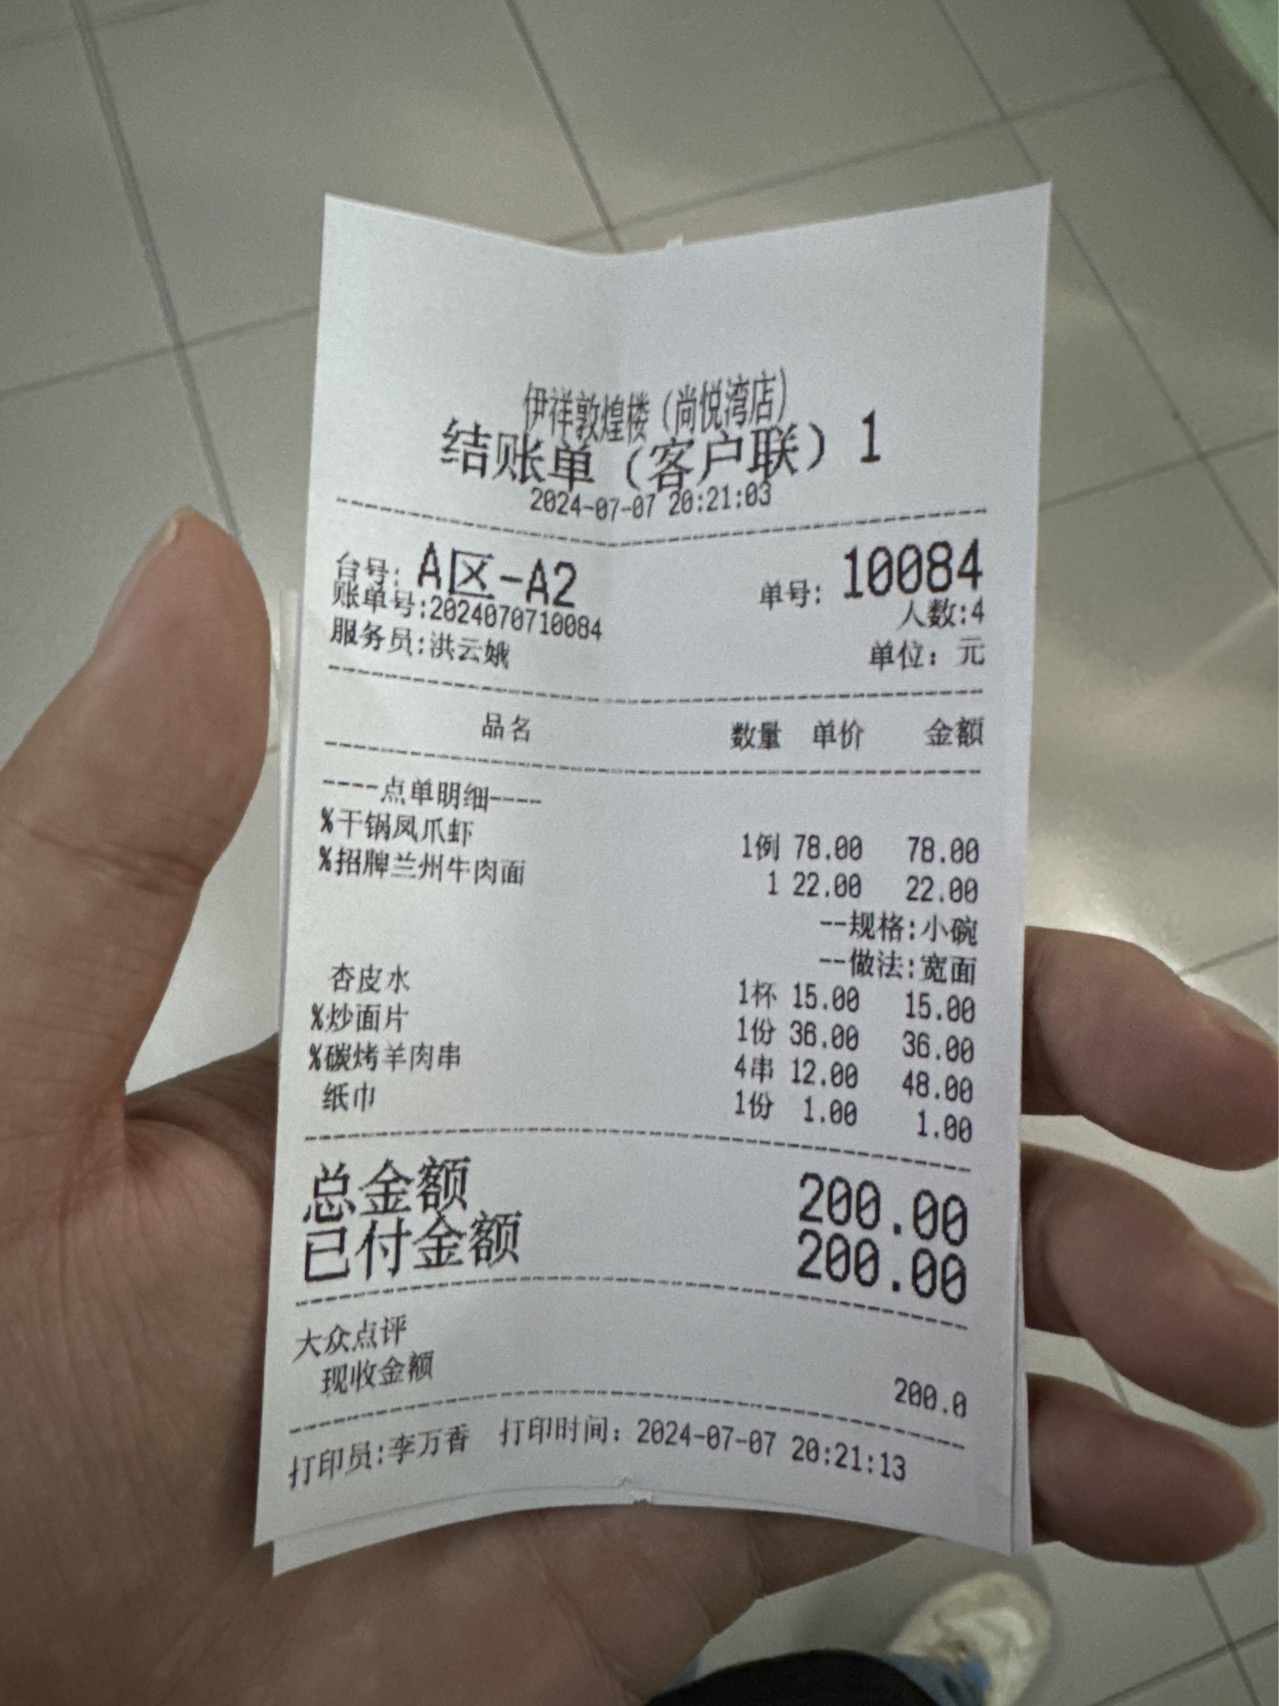 伊祥敦煌楼（尚悦湾店）
结账单（客户联）1
2024-07-07 20:21:03
台号: A区-A2 单号: 10084
账单号:2024070710084 人数:4
服务员:洪云娥 单位: 元
品名 数量 单价 金额
----点单明细----
%干锅凤爪虾 1例 78.00 78.00
%招牌兰州牛肉面 1 22.00 22.00
--规格:小碗
--做法:宽面
杏皮水 1杯 15.00 15.00
%炒面片 1份 36.00 36.00
%碳烤羊肉串 4串 12.00 48.00
纸巾 1份 1.00 1.00
总金额 200.00
已付金额 200.00
大众点评
现收金额 200.0
打印员:李万香 打印时间: 2024-07-07 20:21:13